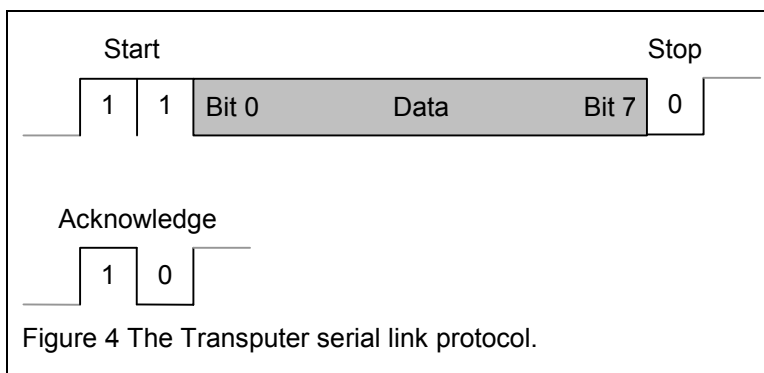 Start Stop
1 1 Bit 0 Data Bit 7 0
Acknowledge
1 0
Figure 4 The Transputer serial link protocol.